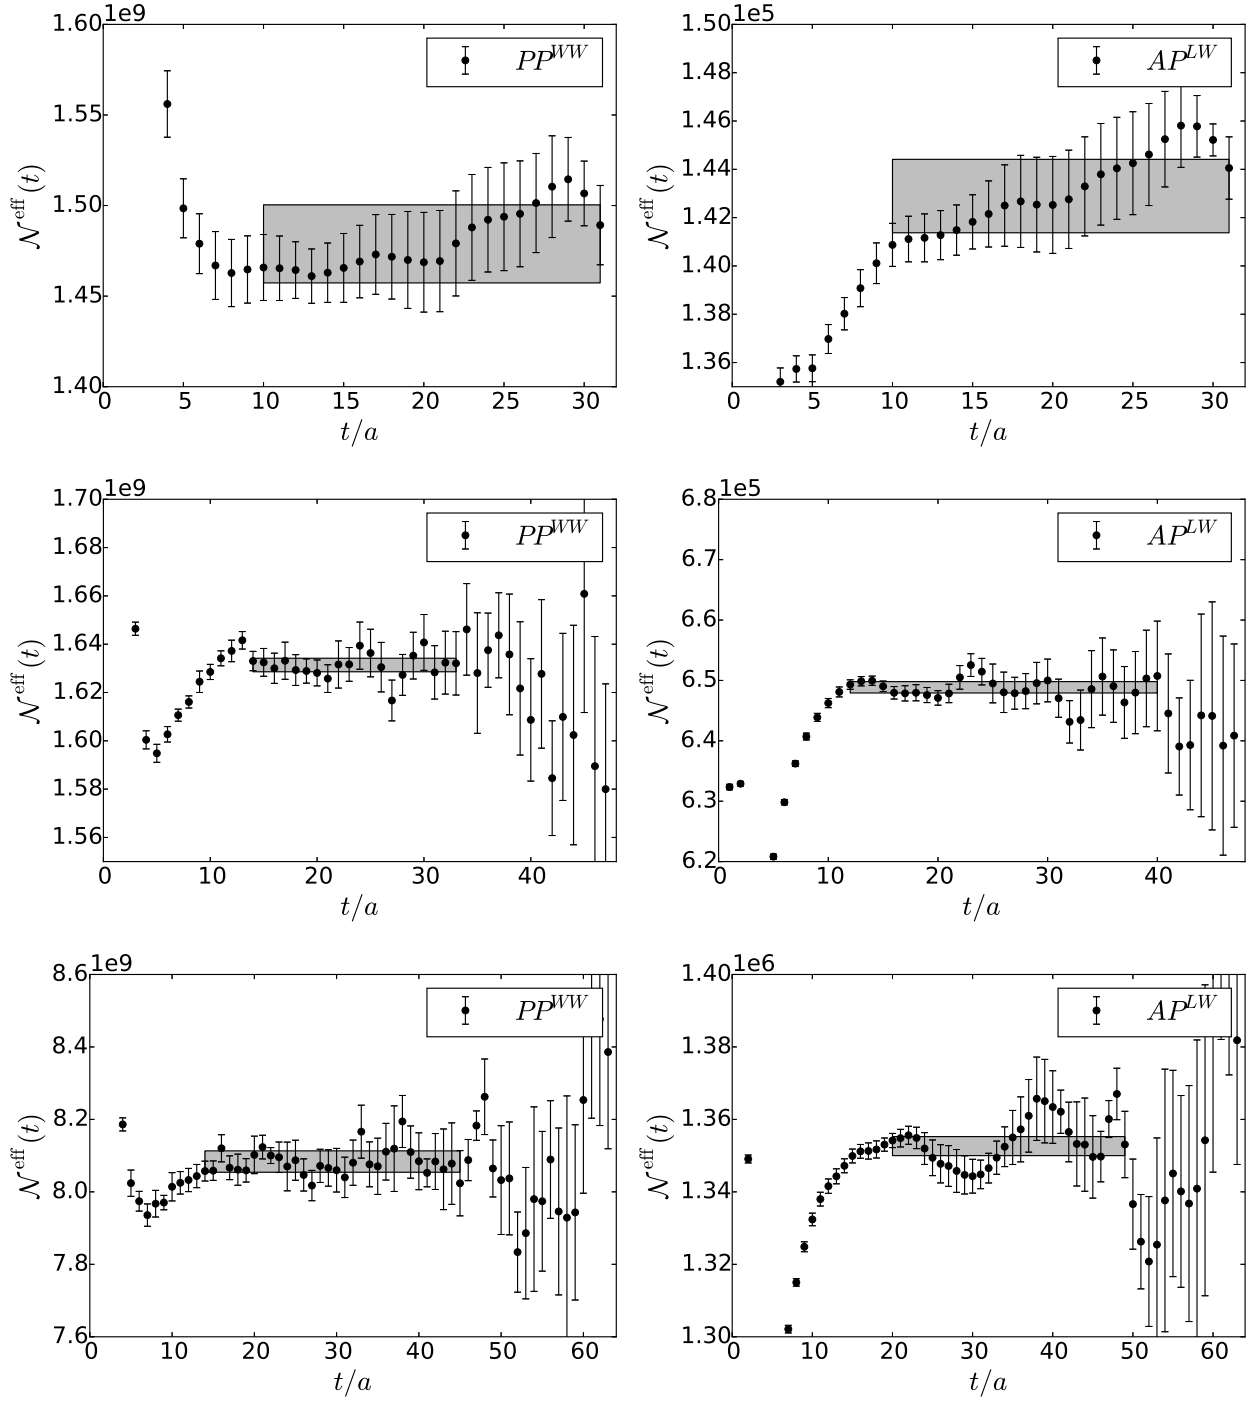 1e9
1.60
1.55
1.50
1.45
1.40
𝒩^eff(t)
PP^WW
0 5 10 15 20 25 30
t/a
1e5
1.50
1.48
1.46
1.44
1.42
1.40
1.38
1.36
𝒩^eff(t)
AP^LW
0 5 10 15 20 25 30
t/a
1e9
1.70
1.68
1.66
1.64
1.62
1.60
1.58
1.56
𝒩^eff(t)
PP^WW
0 10 20 30 40
t/a
1e5
6.8
6.7
6.6
6.5
6.4
6.3
6.2
𝒩^eff(t)
AP^LW
0 10 20 30 40
t/a
1e9
8.6
8.4
8.2
8.0
7.8
7.6
𝒩^eff(t)
PP^WW
0 10 20 30 40 50 60
t/a
1e6
1.40
1.38
1.36
1.34
1.32
1.30
𝒩^eff(t)
AP^LW
0 10 20 30 40 50 60
t/a